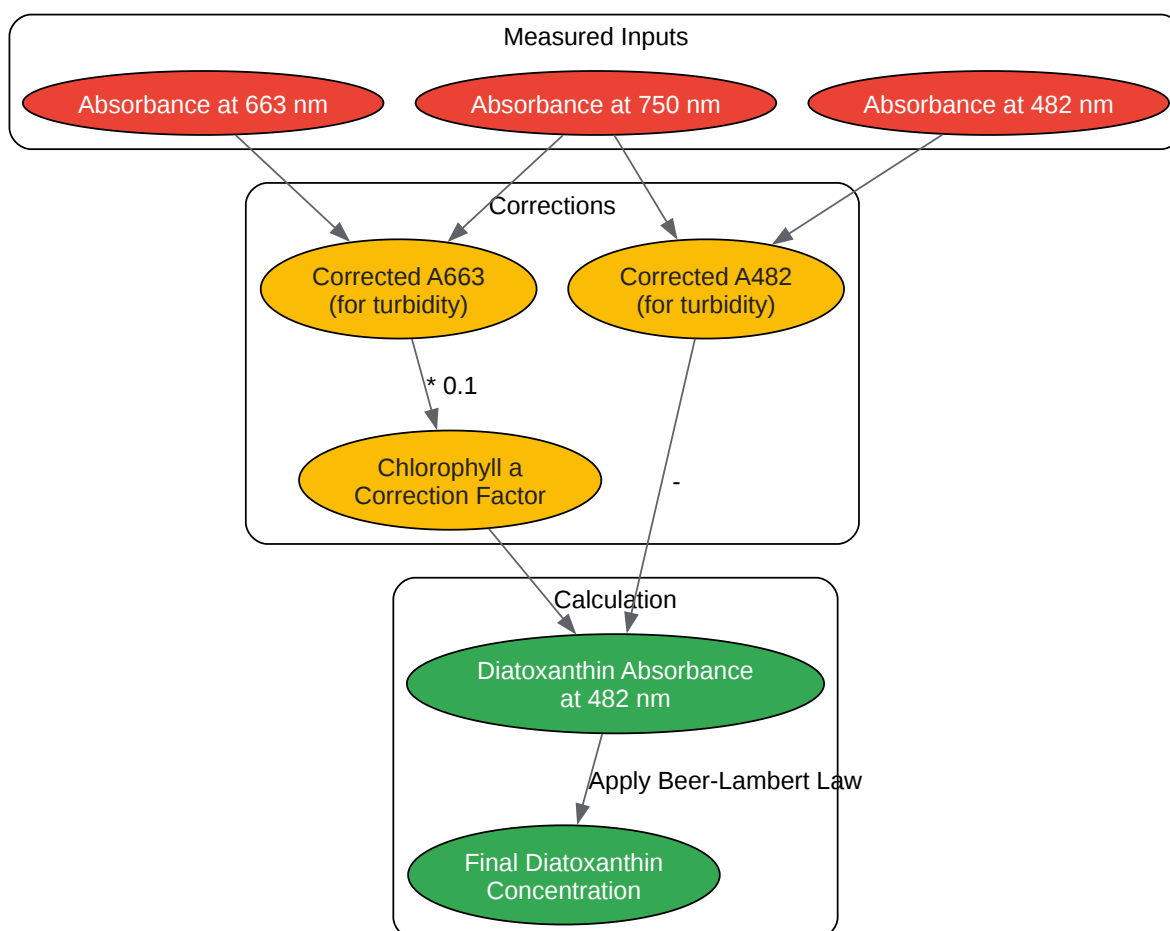 Measured Inputs
Absorbance at 663 nm
Absorbance at 750 nm
Absorbance at 482 nm
Corrections
Corrected A663
(for turbidity)
Corrected A482
(for turbidity)
* 0.1
Chlorophyll a
Correction Factor
-
Calculation
Diatoxanthin Absorbance
at 482 nm
Apply Beer-Lambert Law
Final Diatoxanthin
Concentration